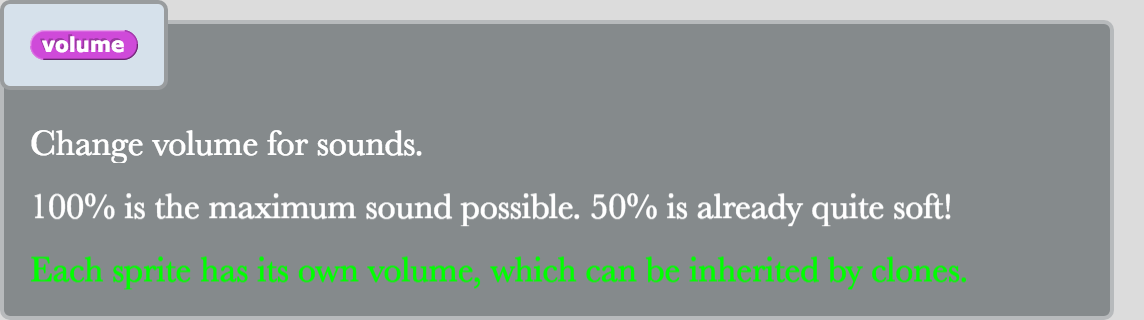 volume
Change volume for sounds.
100% is the maximum sound possible. 50% is already quite soft!
Each sprite has its own volume, which can be inherited by clones.